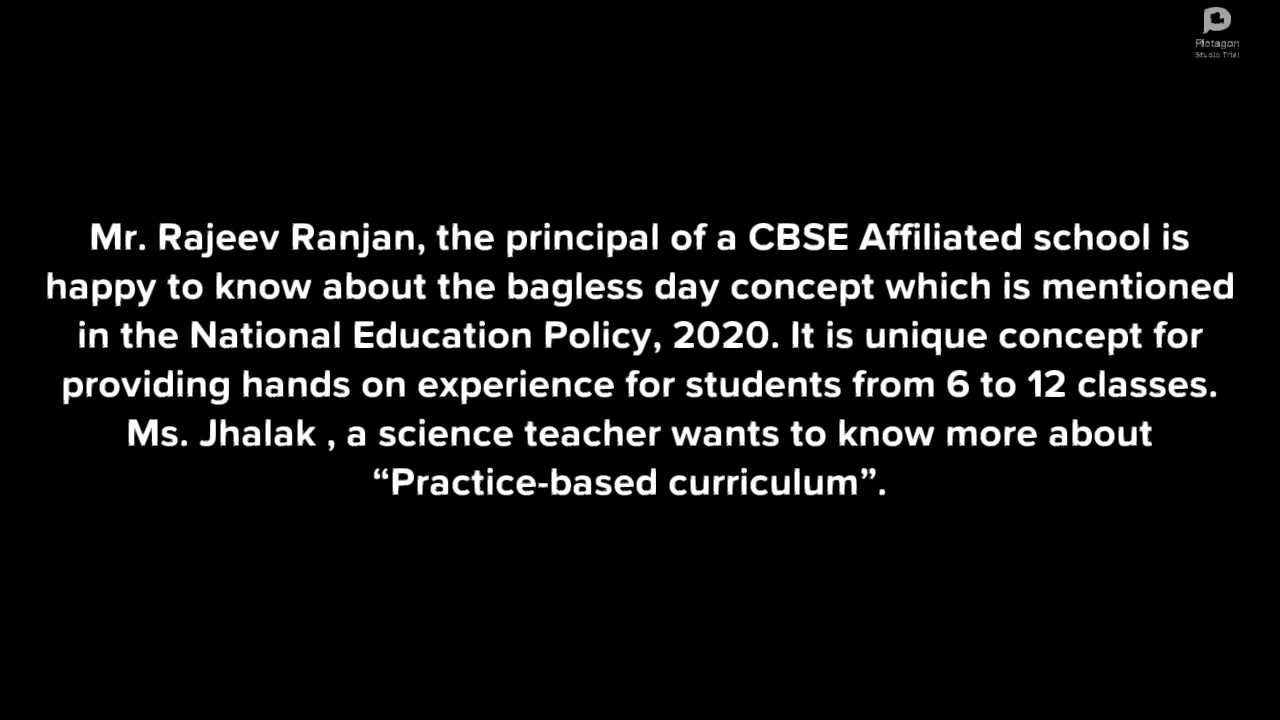 Plotagon
Studio Trial
Mr. Rajeev Ranjan, the principal of a CBSE Affiliated school is
happy to know about the bagless day concept which is mentioned
in the National Education Policy, 2020. It is unique concept for
providing hands on experience for students from 6 to 12 classes.
Ms. Jhalak , a science teacher wants to know more about
“Practice-based curriculum”.